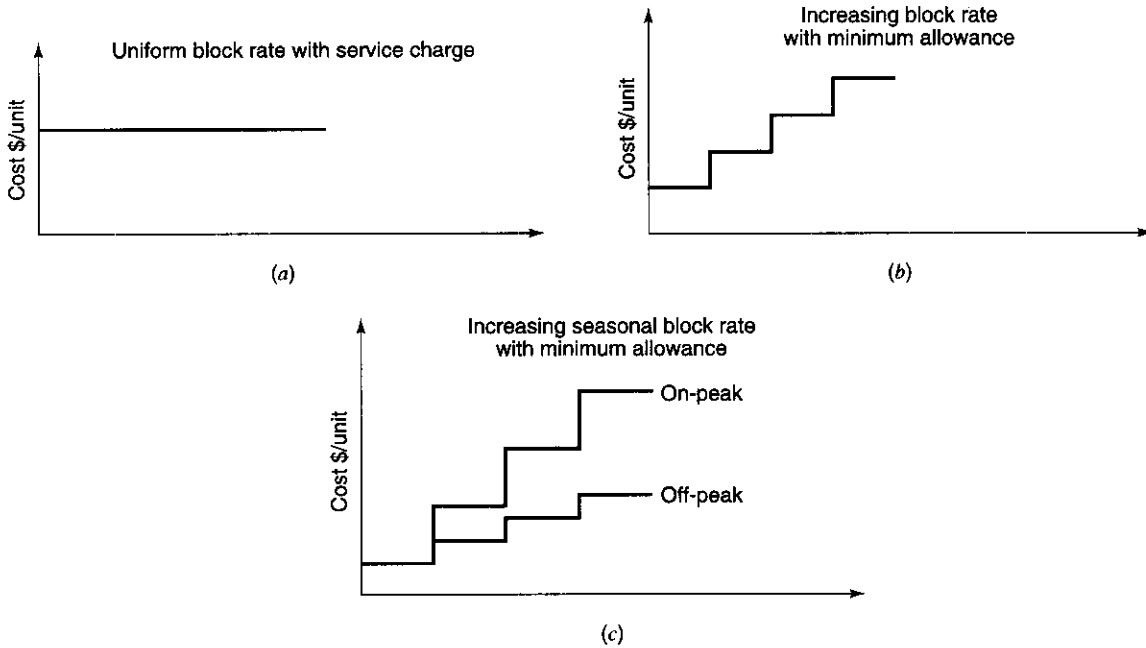 Uniform block rate with service charge
Cost $/unit
(a)
Increasing block rate
with minimum allowance
Cost $/unit
(b)
Increasing seasonal block rate
with minimum allowance
Cost $/unit
On-peak
Off-peak
(c)